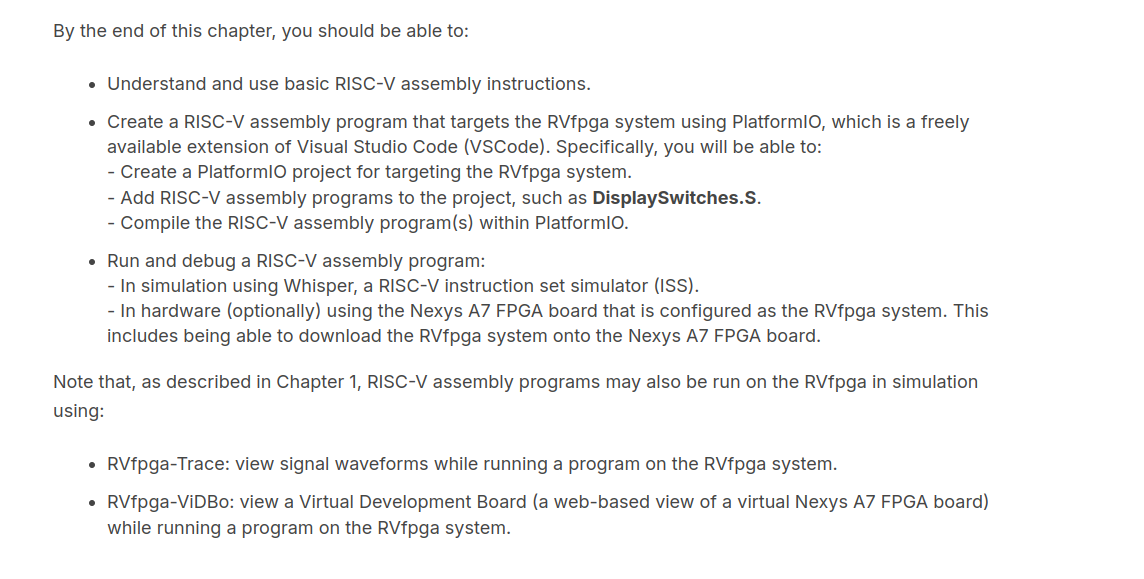 By the end of this chapter, you should be able to:
• Understand and use basic RISC-V assembly instructions.
• Create a RISC-V assembly program that targets the RVfpga system using PlatformIO, which is a freely
available extension of Visual Studio Code (VSCode). Specifically, you will be able to:
- Create a PlatformIO project for targeting the RVfpga system.
- Add RISC-V assembly programs to the project, such as DisplaySwitches.S.
- Compile the RISC-V assembly program(s) within PlatformIO.
• Run and debug a RISC-V assembly program:
- In simulation using Whisper, a RISC-V instruction set simulator (ISS).
- In hardware (optionally) using the Nexys A7 FPGA board that is configured as the RVfpga system. This
includes being able to download the RVfpga system onto the Nexys A7 FPGA board.
Note that, as described in Chapter 1, RISC-V assembly programs may also be run on the RVfpga in simulation
using:
• RVfpga-Trace: view signal waveforms while running a program on the RVfpga system.
• RVfpga-ViDBo: view a Virtual Development Board (a web-based view of a virtual Nexys A7 FPGA board)
while running a program on the RVfpga system.